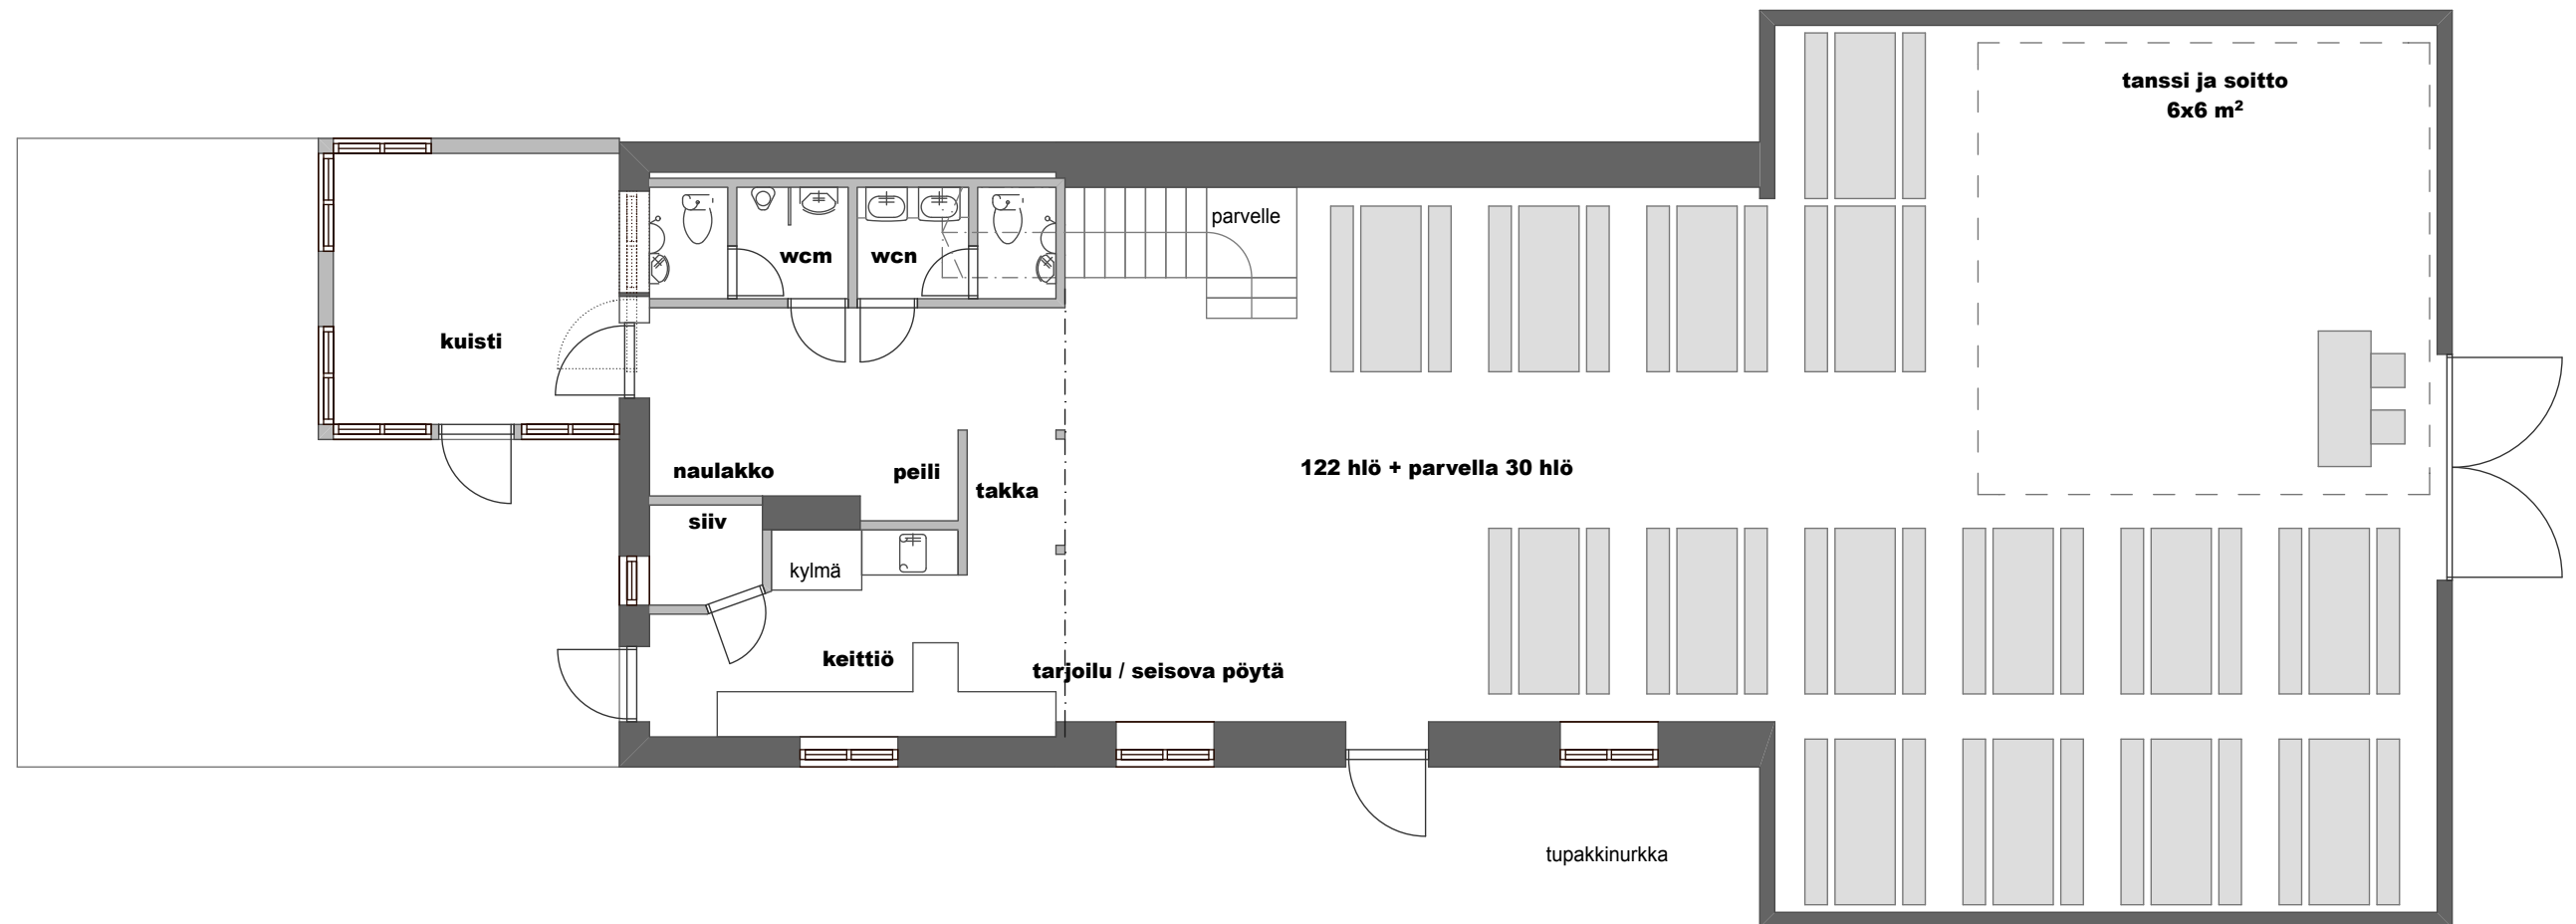 tanssi ja soitto
6x6 m²
parvelle
wcm
wcn
kuisti
122 hlö + parvella 30 hlö
naulakko
peili
takka
siiv
kylmä
keittiö
tarjoilu / seisova pöytä
tupakkinurkka